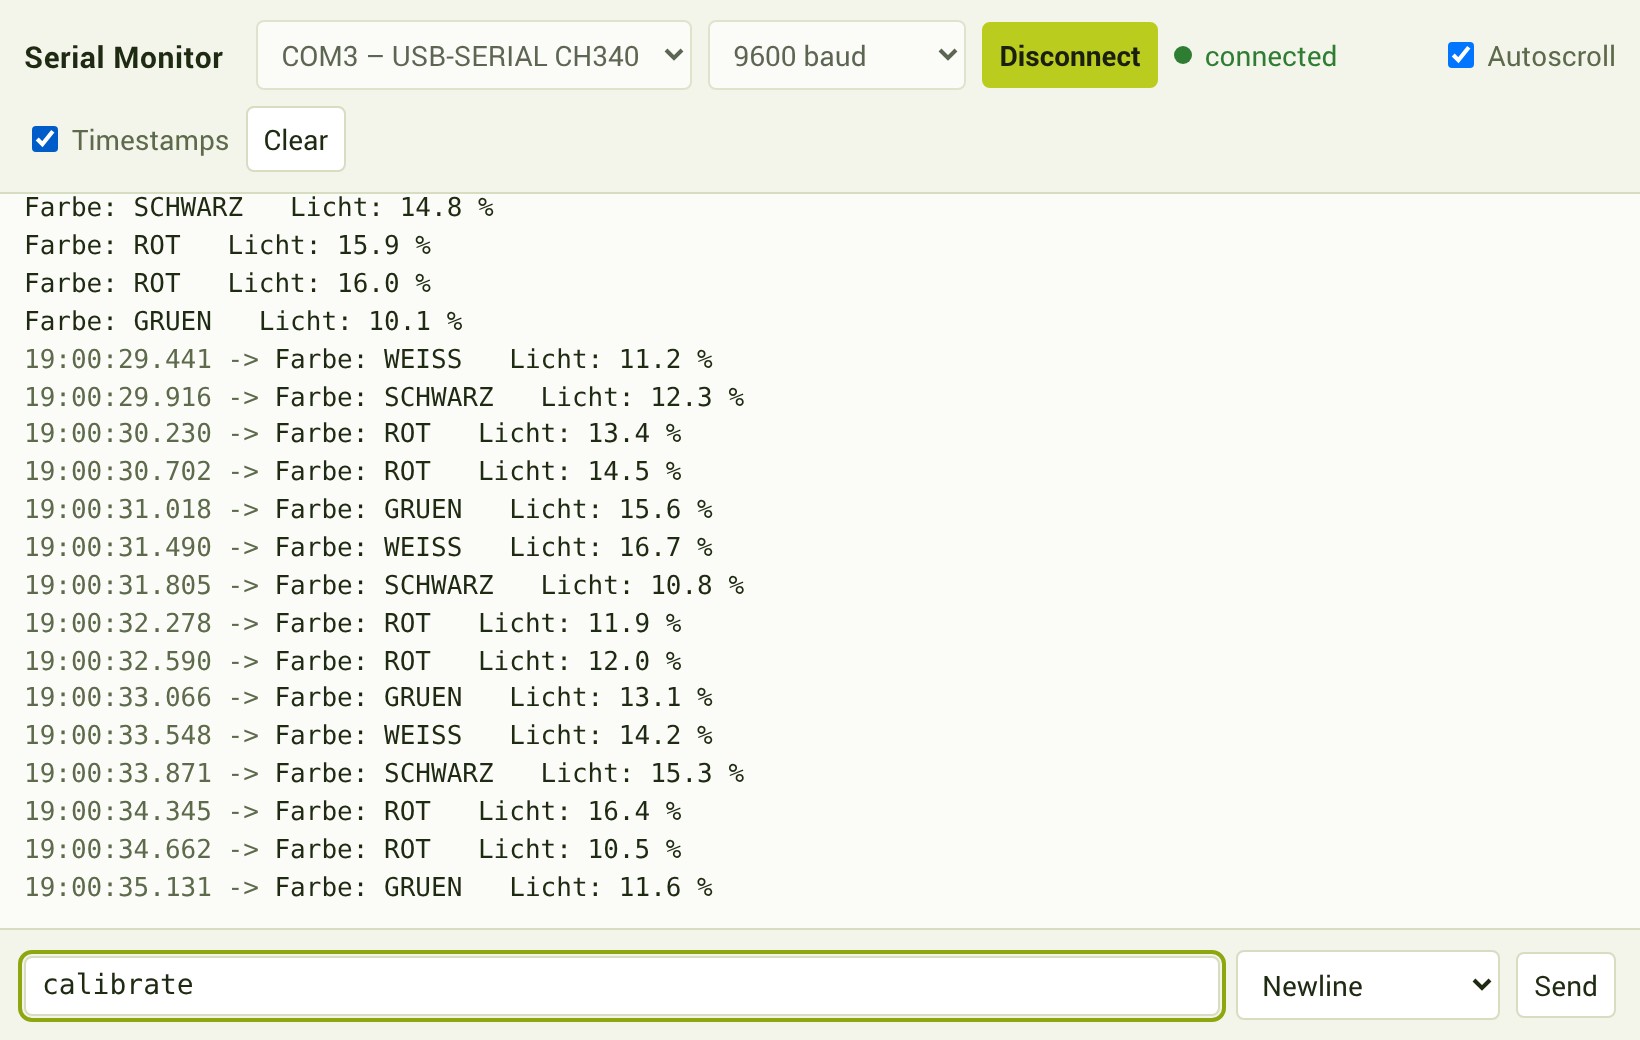 Serial Monitor COM3 – USB-SERIAL CH340 9600 baud Disconnect connected Autoscroll
Timestamps Clear
Farbe: SCHWARZ   Licht: 14.8 %
Farbe: ROT   Licht: 15.9 %
Farbe: ROT   Licht: 16.0 %
Farbe: GRUEN   Licht: 10.1 %
19:00:29.441 -> Farbe: WEISS   Licht: 11.2 %
19:00:29.916 -> Farbe: SCHWARZ   Licht: 12.3 %
19:00:30.230 -> Farbe: ROT   Licht: 13.4 %
19:00:30.702 -> Farbe: ROT   Licht: 14.5 %
19:00:31.018 -> Farbe: GRUEN   Licht: 15.6 %
19:00:31.490 -> Farbe: WEISS   Licht: 16.7 %
19:00:31.805 -> Farbe: SCHWARZ   Licht: 10.8 %
19:00:32.278 -> Farbe: ROT   Licht: 11.9 %
19:00:32.590 -> Farbe: ROT   Licht: 12.0 %
19:00:33.066 -> Farbe: GRUEN   Licht: 13.1 %
19:00:33.548 -> Farbe: WEISS   Licht: 14.2 %
19:00:33.871 -> Farbe: SCHWARZ   Licht: 15.3 %
19:00:34.345 -> Farbe: ROT   Licht: 16.4 %
19:00:34.662 -> Farbe: ROT   Licht: 10.5 %
19:00:35.131 -> Farbe: GRUEN   Licht: 11.6 %
calibrate Newline Send